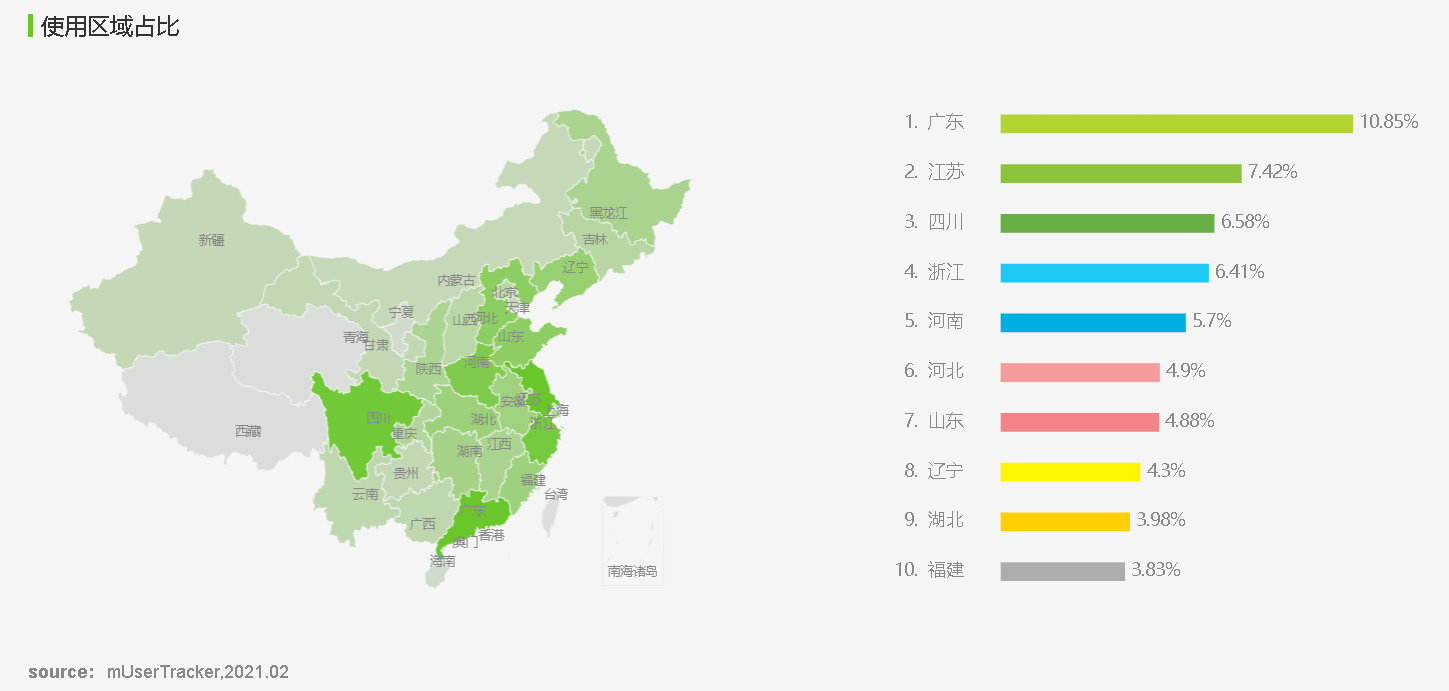 使用区域占比
黑龙江
吉林
新疆
辽宁
内蒙古
北京
天津
宁夏
山西
河北
山东
青海
甘肃
河南
陕西
安徽
江苏
上海
四川
湖北
浙江
西藏
重庆
湖南
江西
贵州
福建
云南
台湾
广东
广西
香港
澳门
海南
南海诸岛
1. 广东 10.85%
2. 江苏 7.42%
3. 四川 6.58%
4. 浙江 6.41%
5. 河南 5.7%
6. 河北 4.9%
7. 山东 4.88%
8. 辽宁 4.3%
9. 湖北 3.98%
10. 福建 3.83%
source: mUserTracker,2021.02